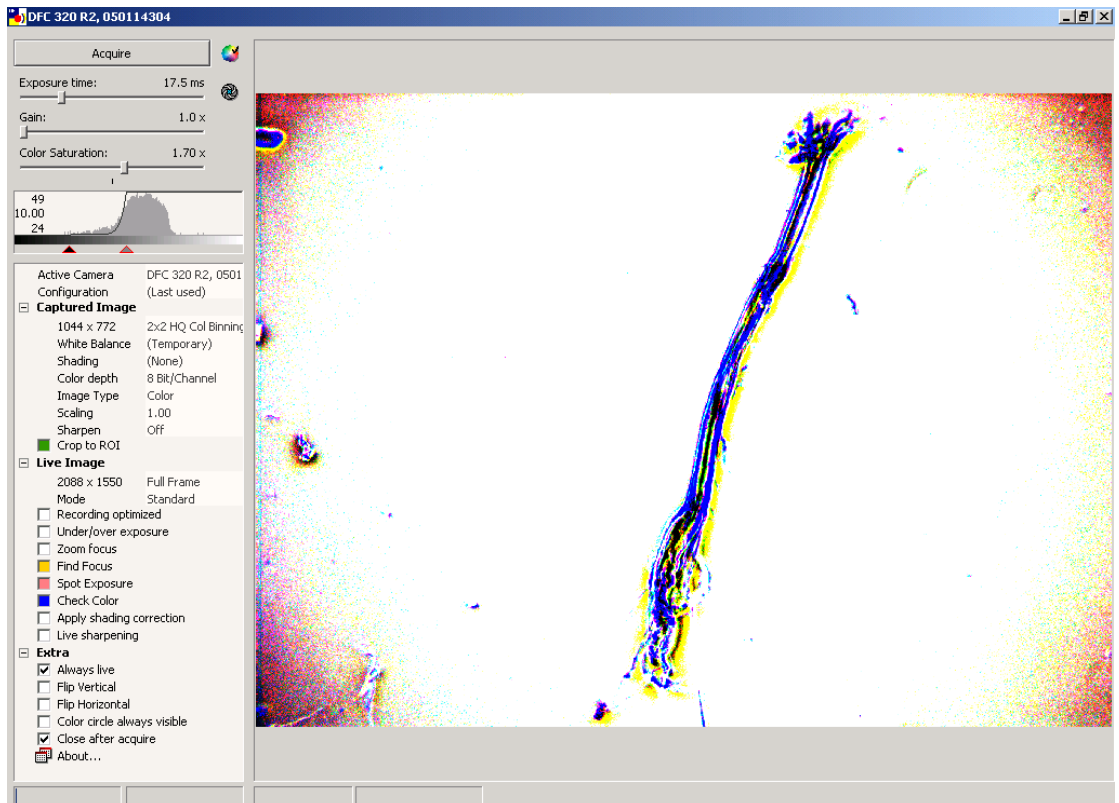 DFC 320 R2, 050114304
Acquire
Exposure time: 17.5 ms
Gain: 1.0 x
Color Saturation: 1.70 x
49
10.00
24
Active Camera DFC 320 R2, 0501
Configuration (Last used)
Captured Image
1044 x 772 2x2 HQ Col Binning
White Balance (Temporary)
Shading (None)
Color depth 8 Bit/Channel
Image Type Color
Scaling 1.00
Sharpen Off
Crop to ROI
Live Image
2088 x 1550 Full Frame
Mode Standard
Recording optimized
Under/over exposure
Zoom focus
Find Focus
Spot Exposure
Check Color
Apply shading correction
Live sharpening
Extra
Always live
Flip Vertical
Flip Horizontal
Color circle always visible
Close after acquire
About...